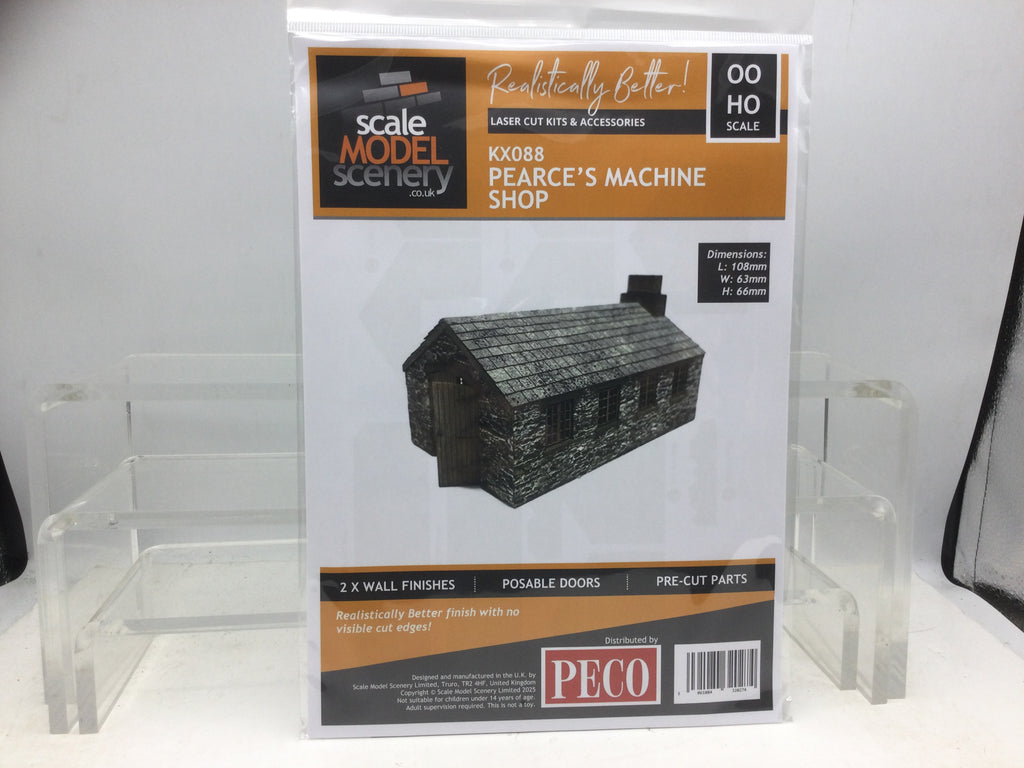 scale
MODEL
scenery
.co.uk
Realistically Better!
LASER CUT KITS & ACCESSORIES
OO
HO
SCALE
KX088
PEARCE'S MACHINE
SHOP
Dimensions:
L: 108mm
W: 63mm
H: 66mm
2 X WALL FINISHES
POSABLE DOORS
PRE-CUT PARTS
Realistically Better finish with no
visible cut edges!
Designed and manufactured in the U.K. by
Scale Model Scenery Limited, Truro, TR2 4HF, United Kingdom
Copyright © Scale Model Scenery Limited 2025
Not suitable for children under 14 years of age.
Adult supervision required. This is not a toy.
Distributed by
PECO